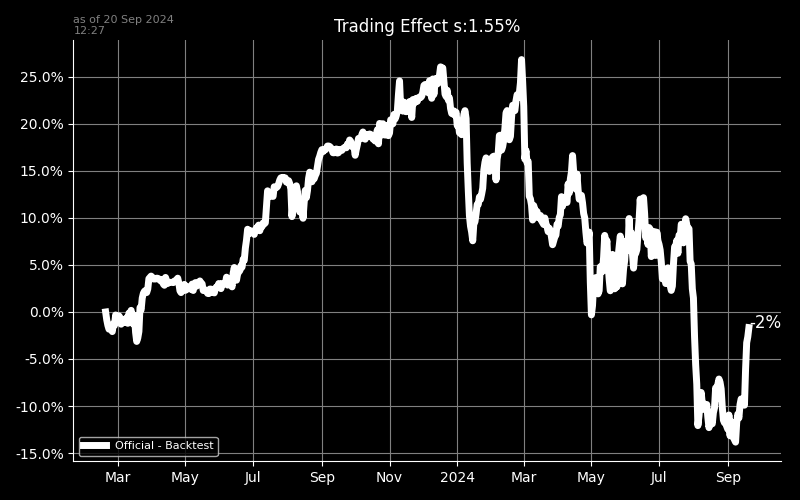 as of 20 Sep 2024
12:27
Trading Effect s:1.55%
25.0%
20.0%
15.0%
10.0%
5.0%
0.0%
-5.0%
-10.0%
-15.0%
-2%
Official - Backtest
Mar May Jul Sep Nov 2024 Mar May Jul Sep